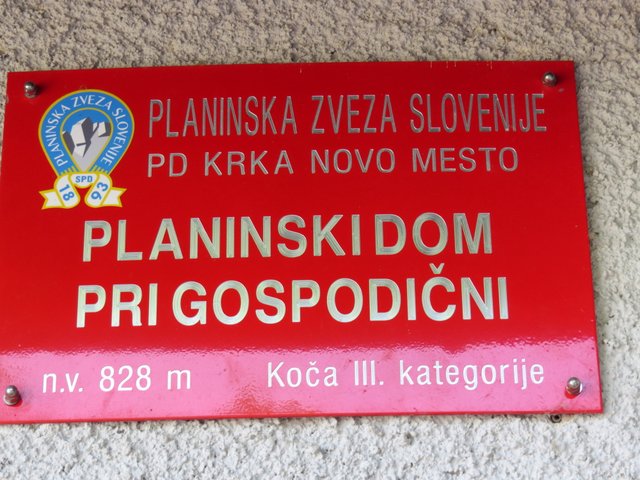 PLANINSKA ZVEZA SLOVENIJE
SPD
18 93
PLANINSKA ZVEZA SLOVENIJE
PD KRKA NOVO MESTO
PLANINSKI DOM
PRI GOSPODIČNI
n.v. 828 m Koča III. kategorije